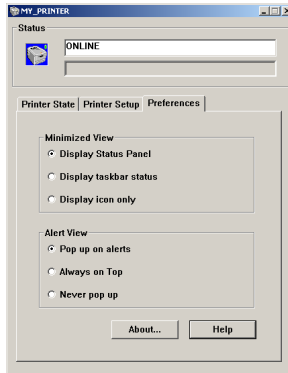 MY_PRINTER
Status
ONLINE
Printer State Printer Setup Preferences
Minimized View
Display Status Panel
Display taskbar status
Display icon only
Alert View
Pop up on alerts
Always on Top
Never pop up
About... Help